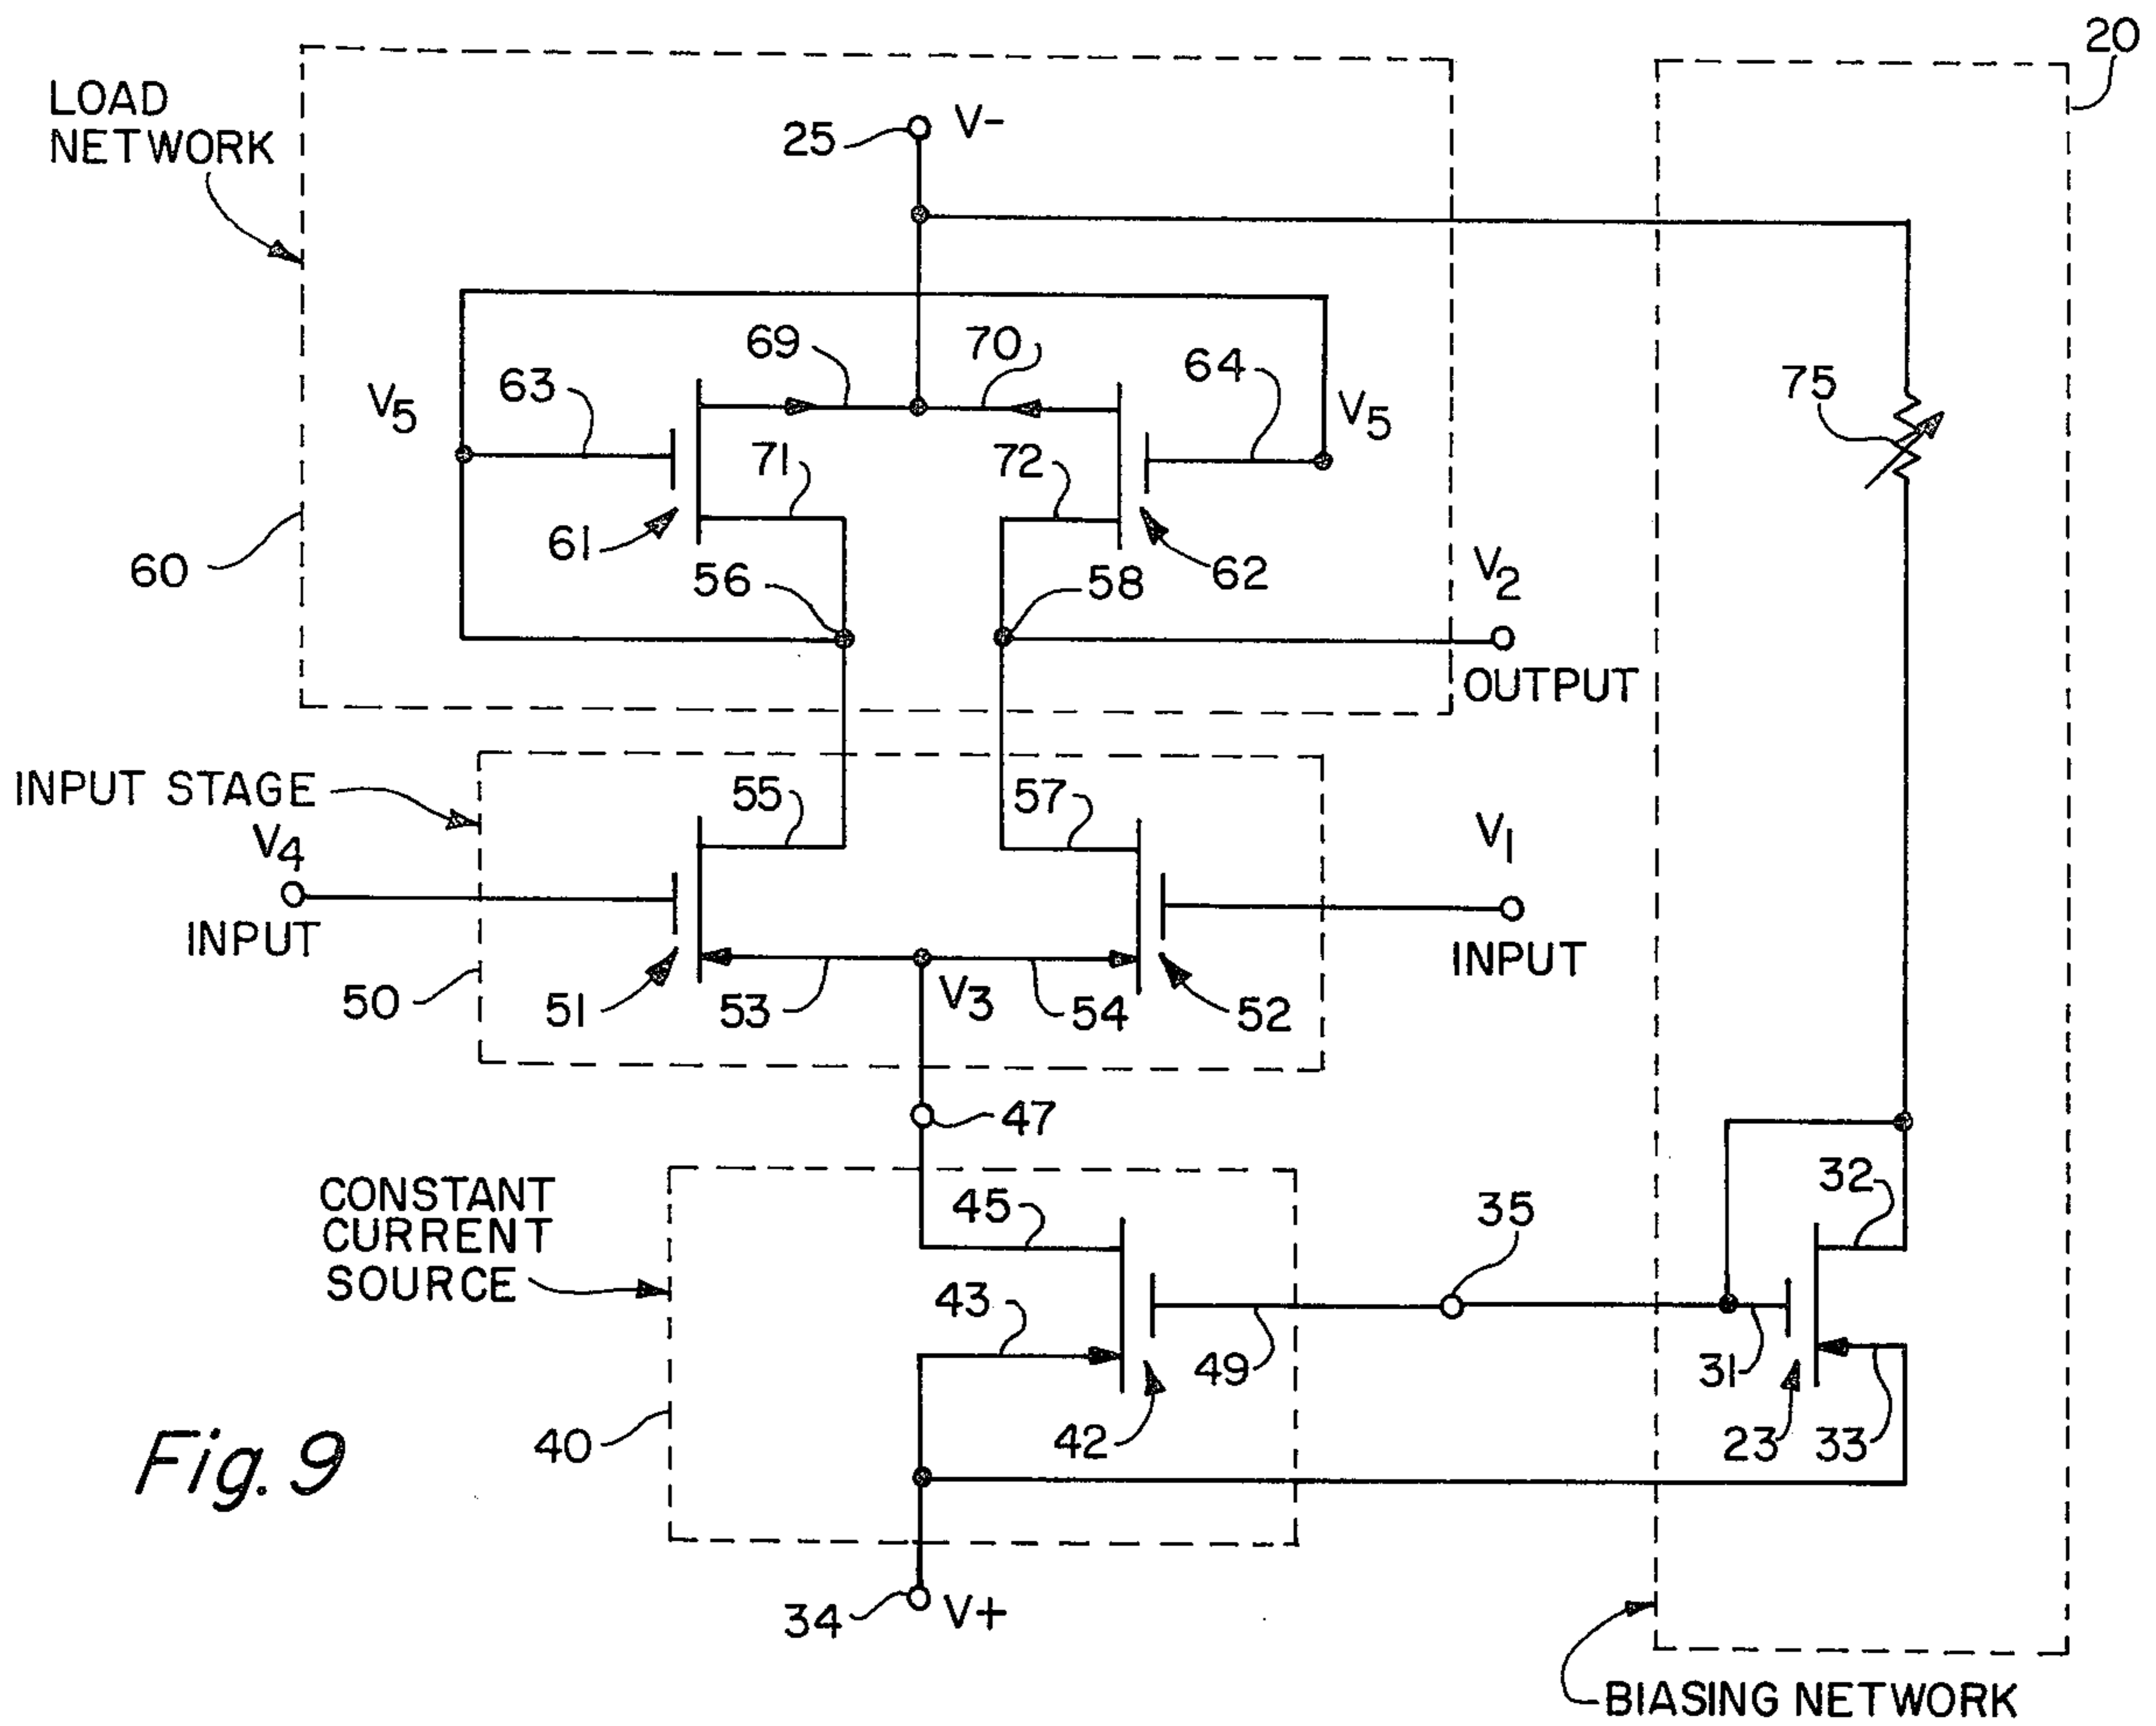 20
LOAD
NETWORK
25
V-
69
70
64
63
V5
V5
75
71
72
61
62
56
58
V2
60
OUTPUT
INPUT STAGE
55
57
V4
V1
INPUT
INPUT
50
51
53
V3
54
52
47
CONSTANT
CURRENT
SOURCE
45
35
32
43
49
31
40
42
23
33
Fig. 9
34
V+
BIASING NETWORK